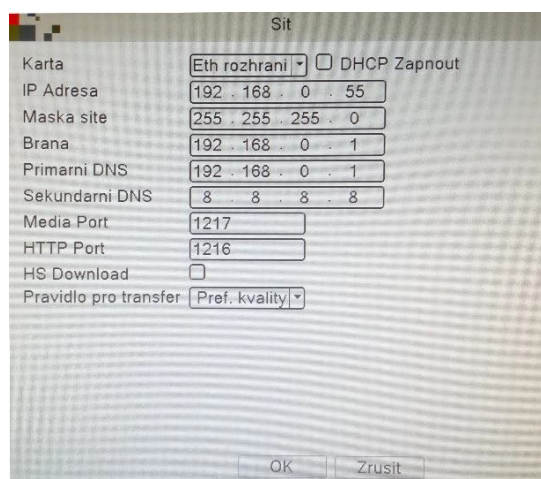 Sit
Karta Eth rozhrani DHCP Zapnout
IP Adresa 192 . 168 . 0 . 55
Maska site 255 . 255 . 255 . 0
Brana 192 . 168 . 0 . 1
Primarni DNS 192 . 168 . 0 . 1
Sekundarni DNS 8 . 8 . 8 . 8
Media Port 1217
HTTP Port 1216
HS Download
Pravidlo pro transfer Pref. kvality
OK Zrusit